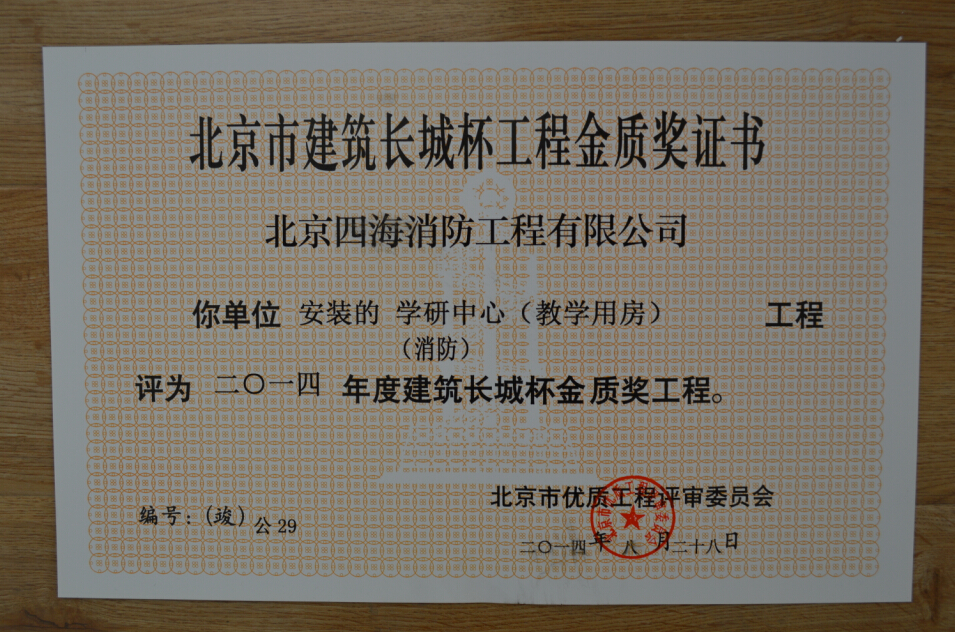 北京市建筑长城杯工程金质奖证书
北京四海消防工程有限公司
你单位 安装的 学研中心（教学用房） 工程
（消防）
评为 二〇一四 年度建筑长城杯金质奖工程。
北京市优质工程评审委员会
编号：（竣）公29
二〇一四年八月二十八日